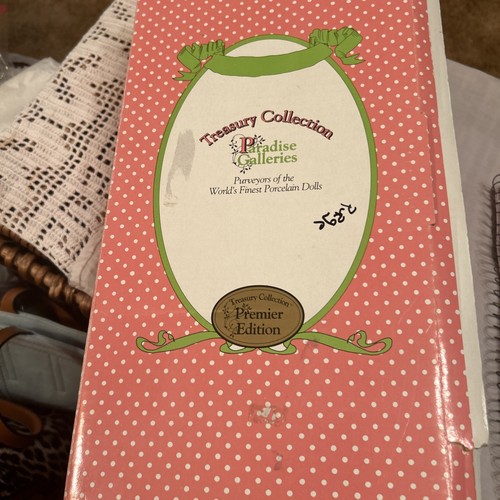 Treasury Collection
Paradise
Galleries
Purveyors of the
World's Finest Porcelain Dolls
Treasury Collection
Premier
Edition